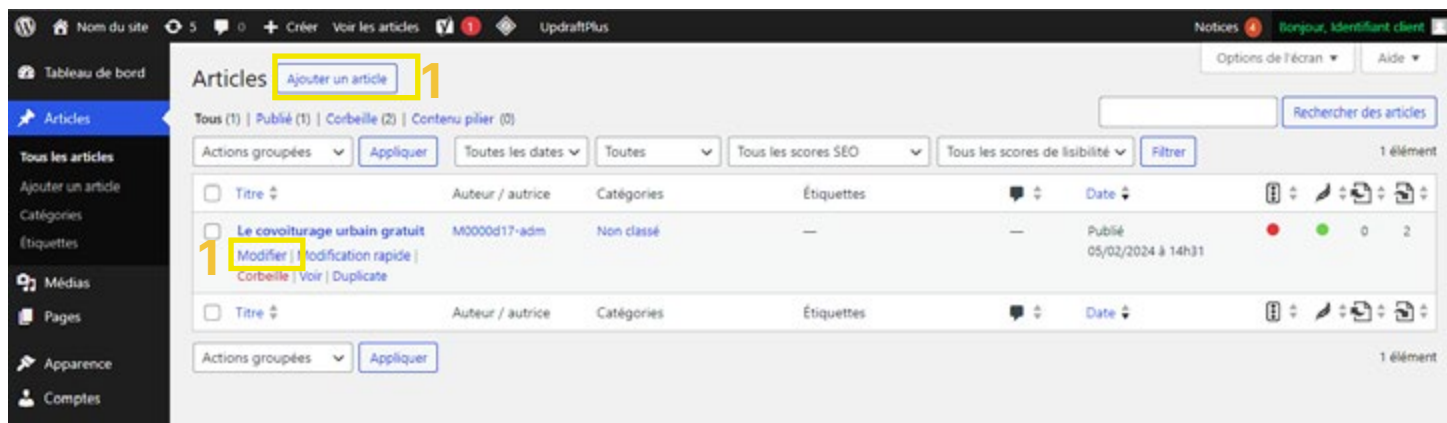 Nom du site 5 0 + Créer Voir les articles 1 UpdraftPlus Notices 4 Bonjour, Identifiant client
Tableau de bord
Articles
Tous les articles
Ajouter un article
Catégories
Étiquettes
Médias
Pages
Apparence
Comptes
Options de l'écran ▼ Aide ▼
Articles Ajouter un article 1
Tous (1) | Publié (1) | Corbeille (2) | Contenu pilier (0)
Rechercher des articles
Actions groupées Appliquer Toutes les dates Toutes Tous les scores SEO Tous les scores de lisibilité Filtrer 1 élément
Titre Auteur / autrice Catégories Étiquettes Date
Le covoiturage urbain gratuit M0000d17-adm Non classé — — Publié 0 2
1 Modifier | Modification rapide | 05/02/2024 à 14h31
Corbeille | Voir | Duplicate
Titre Auteur / autrice Catégories Étiquettes Date
Actions groupées Appliquer 1 élément